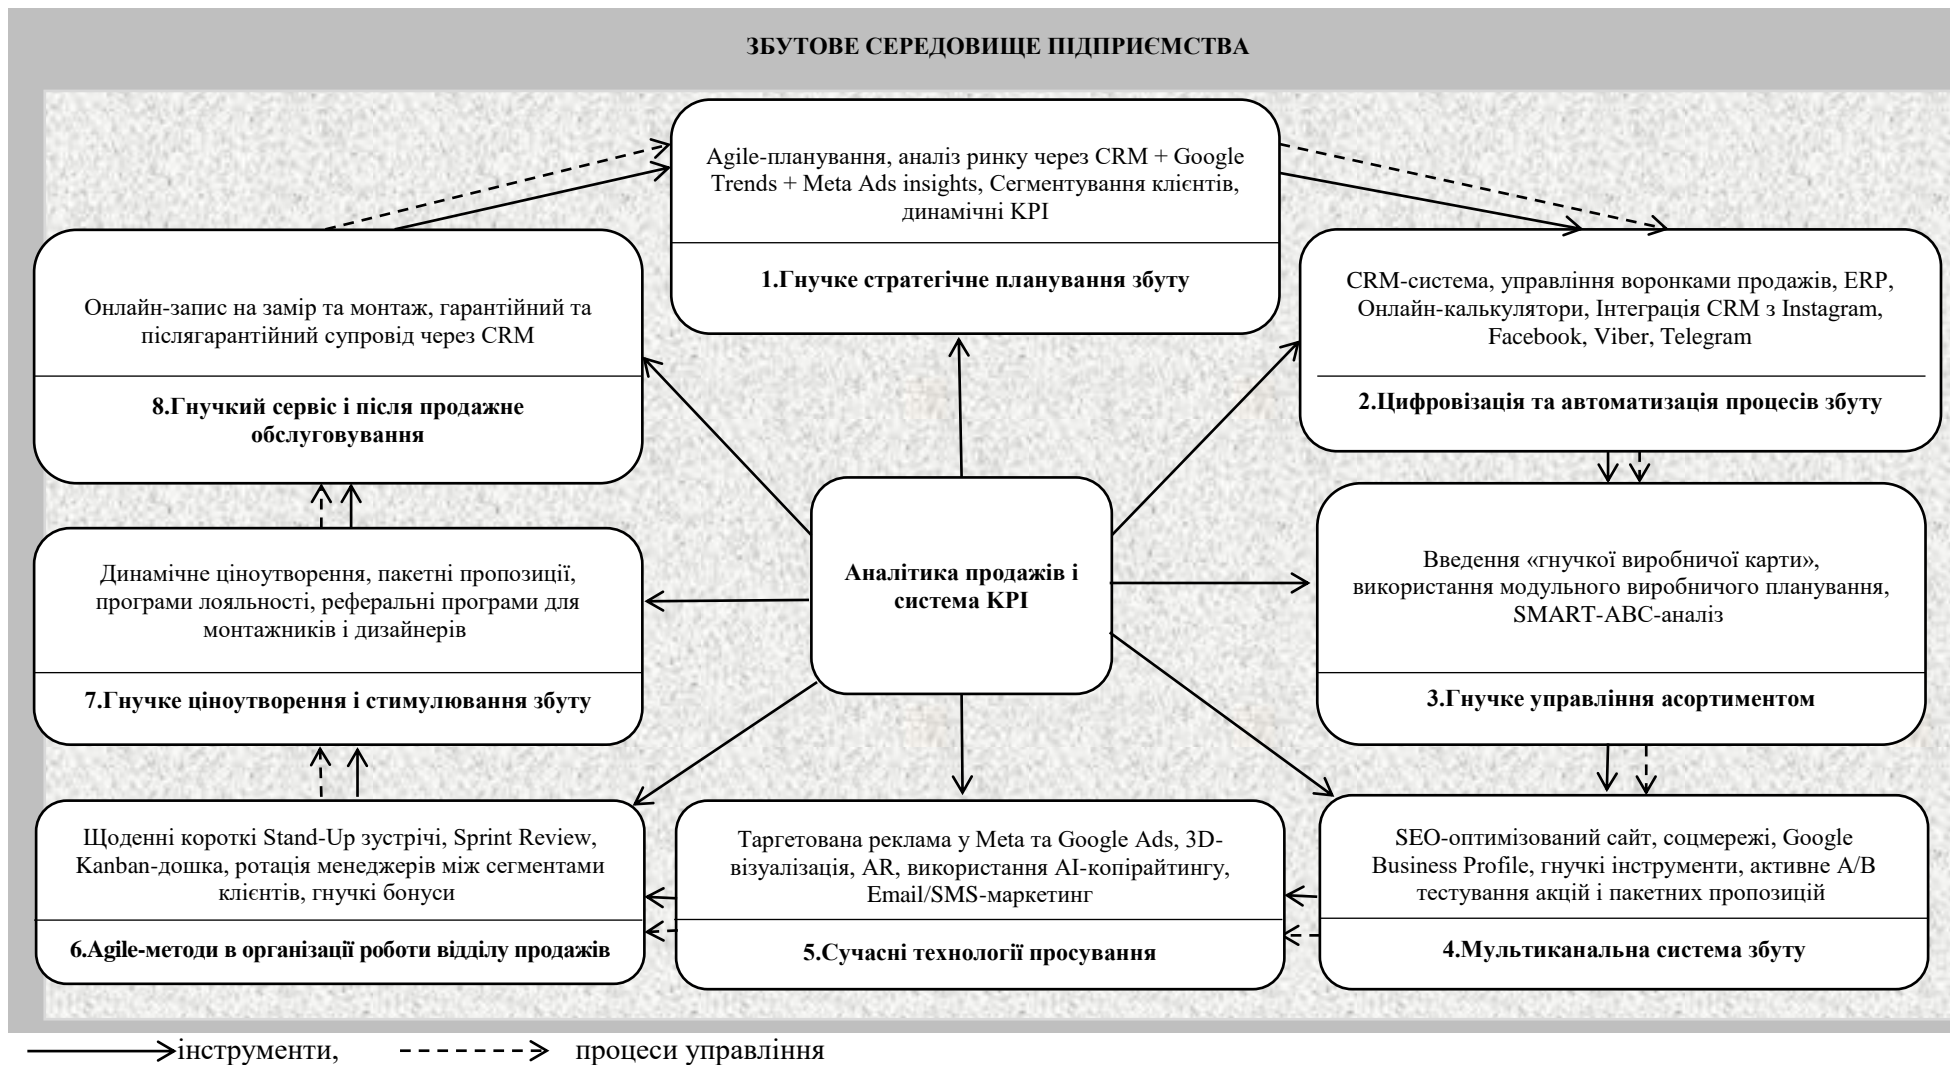 ЗБУТОВЕ СЕРЕДОВИЩЕ ПІДПРИЄМСТВА
Agile-планування, аналіз ринку через CRM + Google
Trends + Meta Ads insights, Сегментування клієнтів,
динамічні KPI
1.Гнучке стратегічне планування збуту
CRM-система, управління воронками продажів, ERP,
Онлайн-калькулятори, Інтеграція CRM з Instagram,
Facebook, Viber, Telegram
2.Цифровізація та автоматизація процесів збуту
Онлайн-запис на замір та монтаж, гарантійний та
післягарантійний супровід через CRM
8.Гнучкий сервіс і після продажне
обслуговування
Аналітика продажів і
система KPI
Введення «гнучкої виробничої карти»,
використання модульного виробничого планування,
SMART-ABC-аналіз
3.Гнучке управління асортиментом
Динамічне ціноутворення, пакетні пропозиції,
програми лояльності, реферальні програми для
монтажників і дизайнерів
7.Гнучке ціноутворення і стимулювання збуту
Щоденні короткі Stand-Up зустрічі, Sprint Review,
Kanban-дошка, ротація менеджерів між сегментами
клієнтів, гнучкі бонуси
6.Agile-методи в організації роботи відділу продажів
Таргетована реклама у Meta та Google Ads, 3D-
візуалізація, AR, використання AI-копірайтингу,
Email/SMS-маркетинг
5.Сучасні технології просування
SEO-оптимізований сайт, соцмережі, Google
Business Profile, гнучкі інструменти, активне A/B
тестування акцій і пакетних пропозицій
4.Мультиканальна система збуту
інструменти, процеси управління